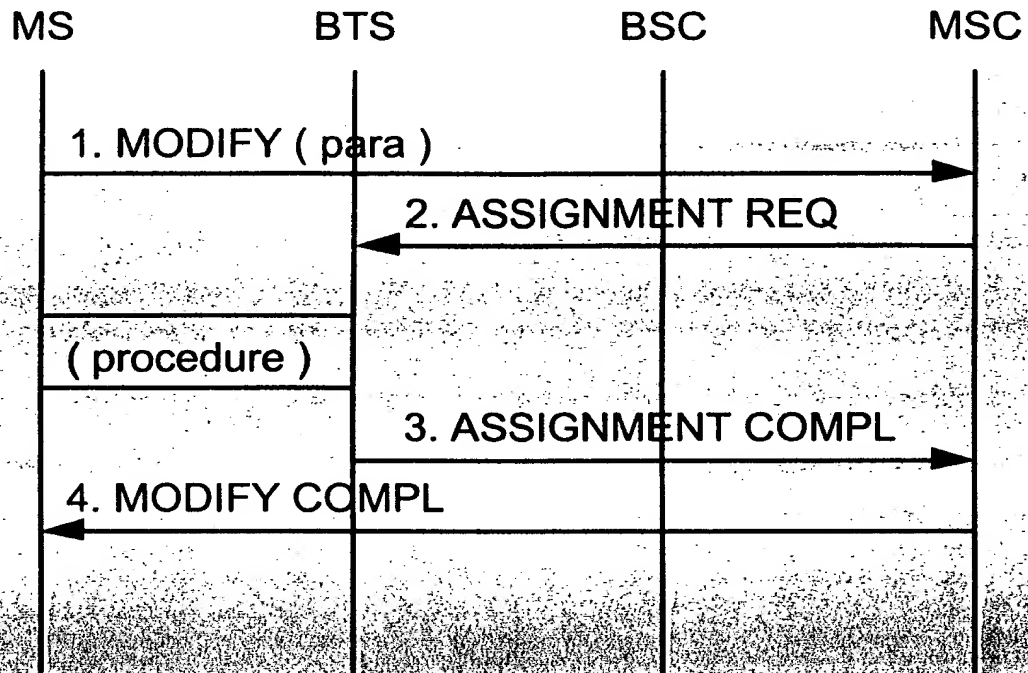 MS BTS BSC MSC
1. MODIFY ( para )
2. ASSIGNMENT REQ
( procedure )
3. ASSIGNMENT COMPL
4. MODIFY COMPL